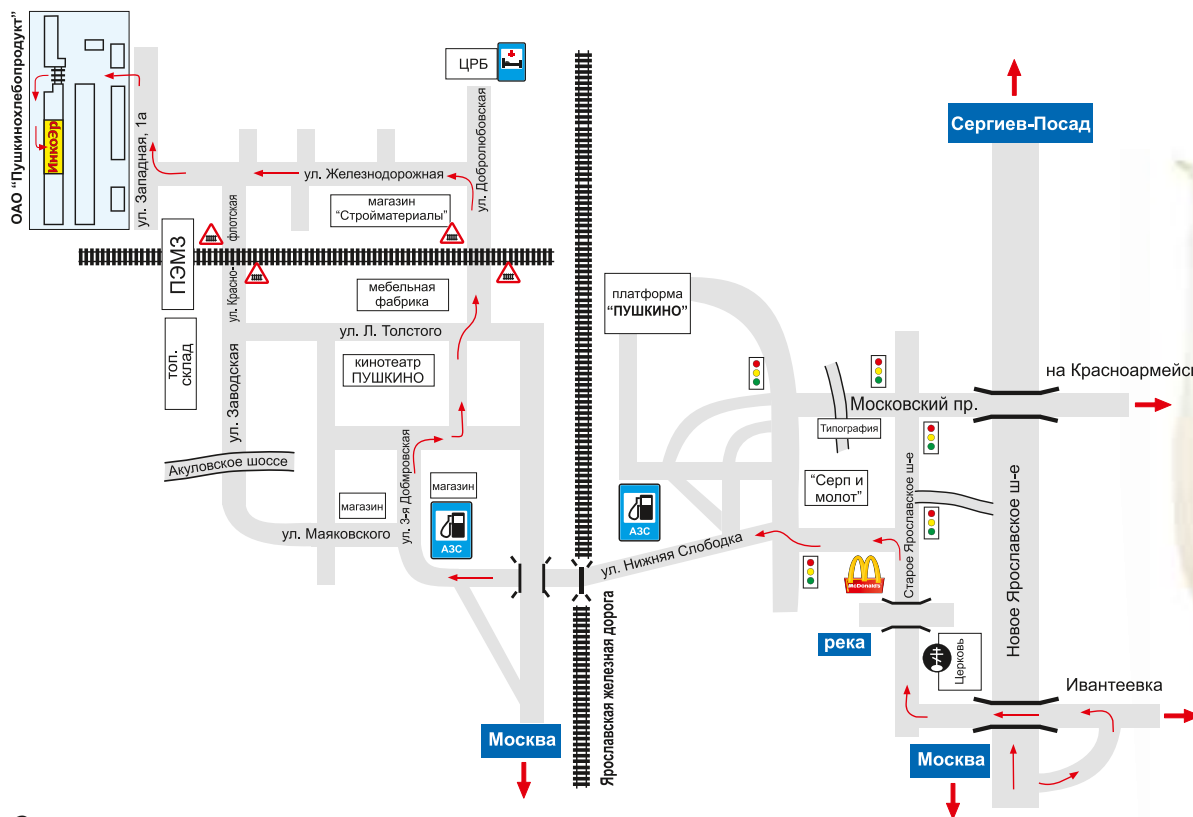 ОАО “Пушкинохлебопродукт”
Инкоэр
ул. Западная, 1а
ЦРБ
ул. Добролюбовская
ул. Железнодорожная
магазин
“Стройматериалы”
ул. Красно-
флотская
ПЭМЗ
мебельная
фабрика
ул. Л. Толстого
топ.
склад
кинотеатр
ПУШКИНО
ул. Заводская
Акуловское шоссе
ул. 3-я Добмровская
магазин
магазин
АЗС
ул. Маяковского
Москва
Ярославская железная дорога
платформа
“ПУШКИНО”
АЗС
ул. Нижняя Слободка
Типография
“Серп и
молот”
Московский пр.
Старое Ярославское ш-е
McDonald's
река
Церковь
Москва
Новое Ярославское ш-е
Сергиев-Посад
на Красноармейск
Ивантеевка